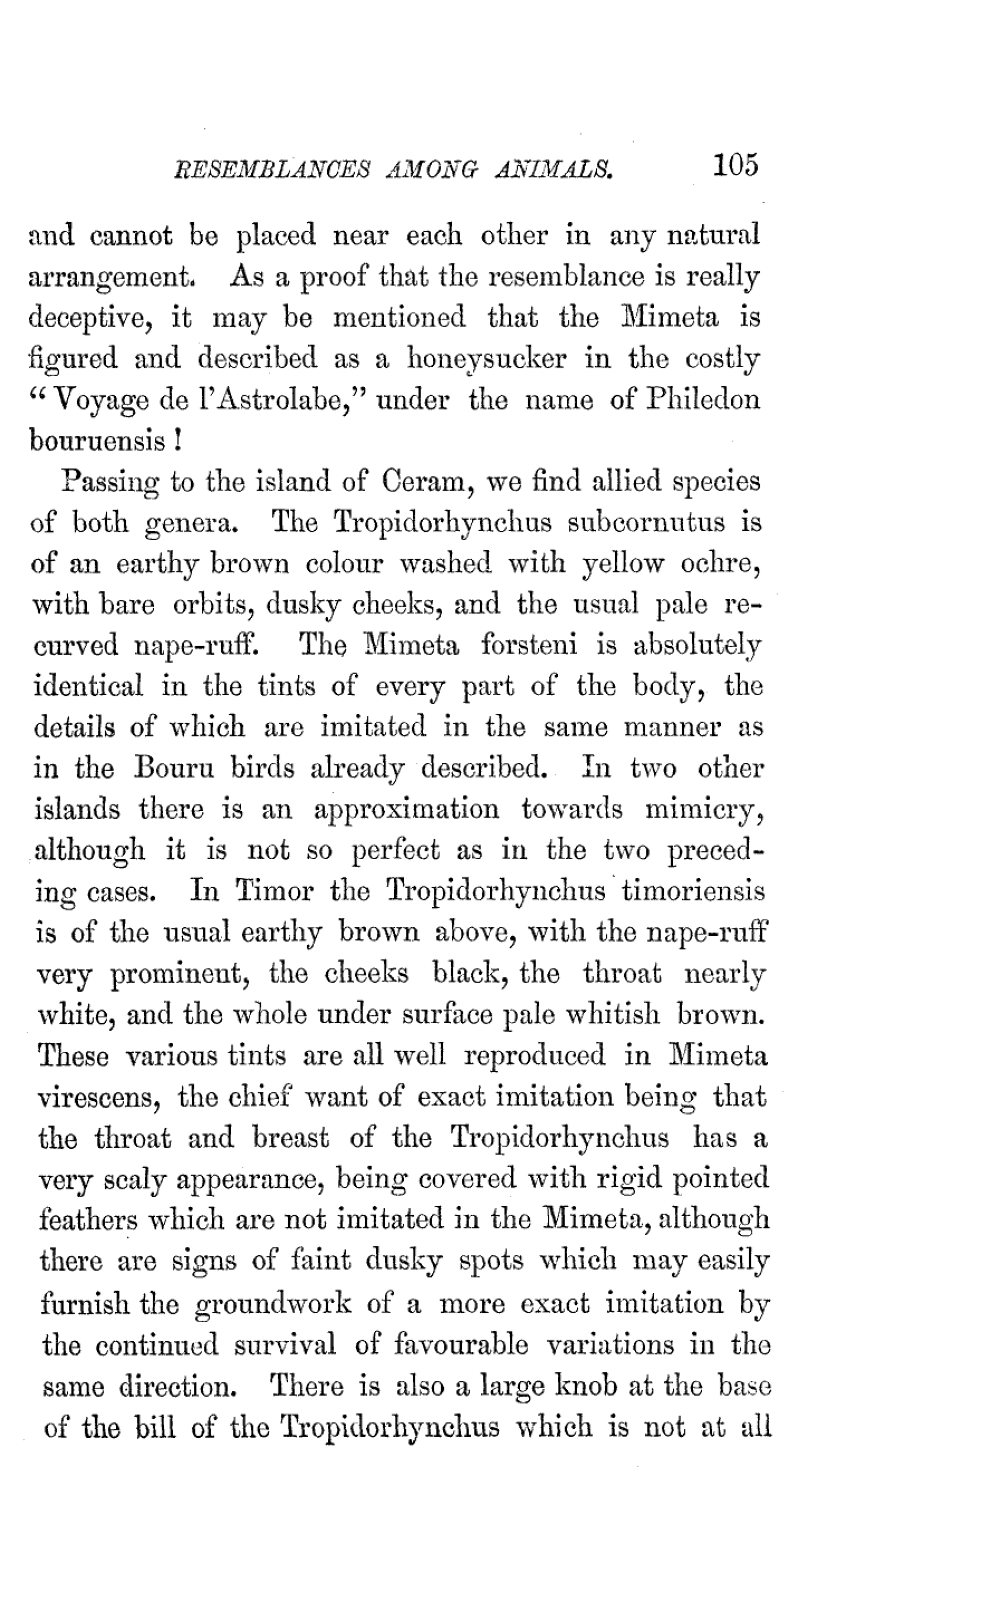 RESEMBLANCES AMONG ANIMALS. 105
and cannot be placed near each other in any natural
arrangement. As a proof that the resemblance is really
deceptive, it may be mentioned that the Mimeta is
figured and described as a honeysucker in the costly
“Voyage de l’Astrolabe,” under the name of Philedon
bouruensis!
Passing to the island of Ceram, we find allied species
of both genera. The Tropidorhynchus subcornutus is
of an earthy brown colour washed with yellow ochre,
with bare orbits, dusky cheeks, and the usual pale re-
curved nape-ruff. The Mimeta forsteni is absolutely
identical in the tints of every part of the body, the
details of which are imitated in the same manner as
in the Bouru birds already described. In two other
islands there is an approximation towards mimicry,
although it is not so perfect as in the two preced-
ing cases. In Timor the Tropidorhynchus timoriensis
is of the usual earthy brown above, with the nape-ruff
very prominent, the cheeks black, the throat nearly
white, and the whole under surface pale whitish brown.
These various tints are all well reproduced in Mimeta
virescens, the chief want of exact imitation being that
the throat and breast of the Tropidorhynchus has a
very scaly appearance, being covered with rigid pointed
feathers which are not imitated in the Mimeta, although
there are signs of faint dusky spots which may easily
furnish the groundwork of a more exact imitation by
the continued survival of favourable variations in the
same direction. There is also a large knob at the base
of the bill of the Tropidorhynchus which is not at all